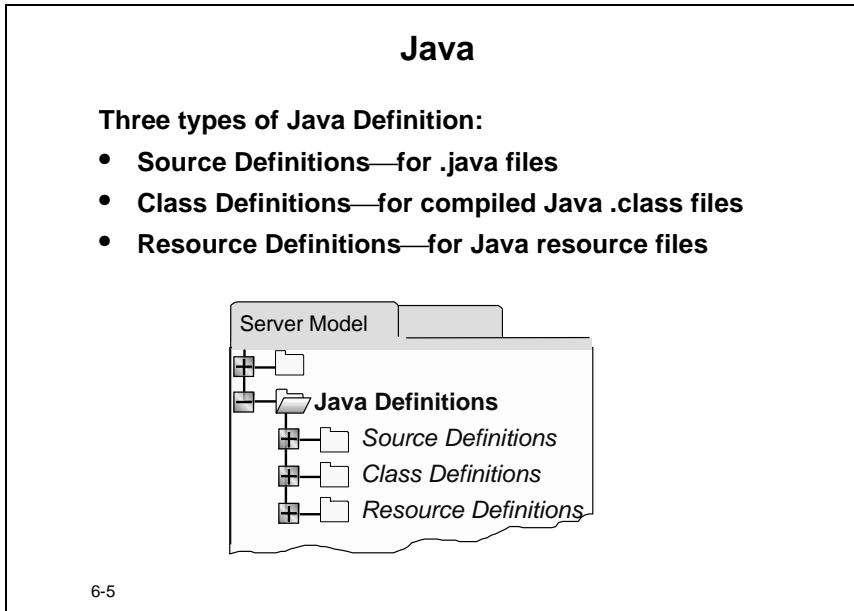 Java
Three types of Java Definition:
• Source Definitions—for .java files
• Class Definitions—for compiled Java .class files
• Resource Definitions—for Java resource files
Server Model
Java Definitions
Source Definitions
Class Definitions
Resource Definitions
6-5